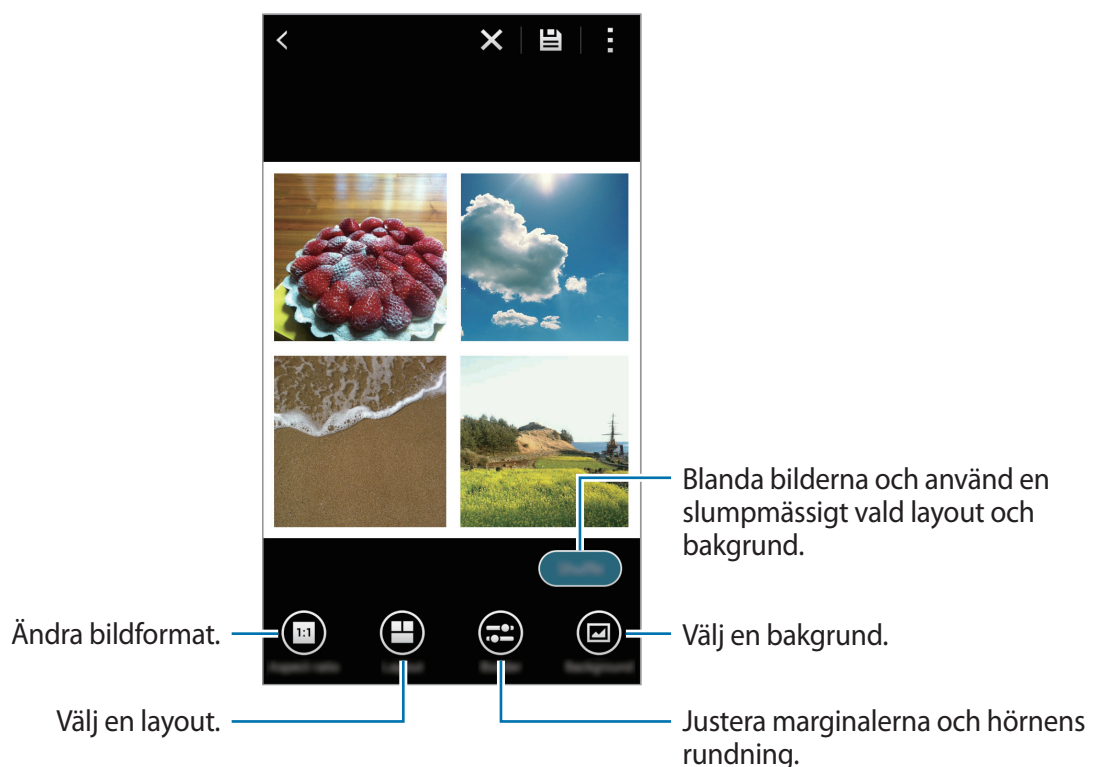 Blanda bilderna och använd en
slumpmässigt vald layout och
bakgrund.
1:1
Ändra bildformat.
Välj en bakgrund.
Välj en layout.
Justera marginalerna och hörnens
rundning.